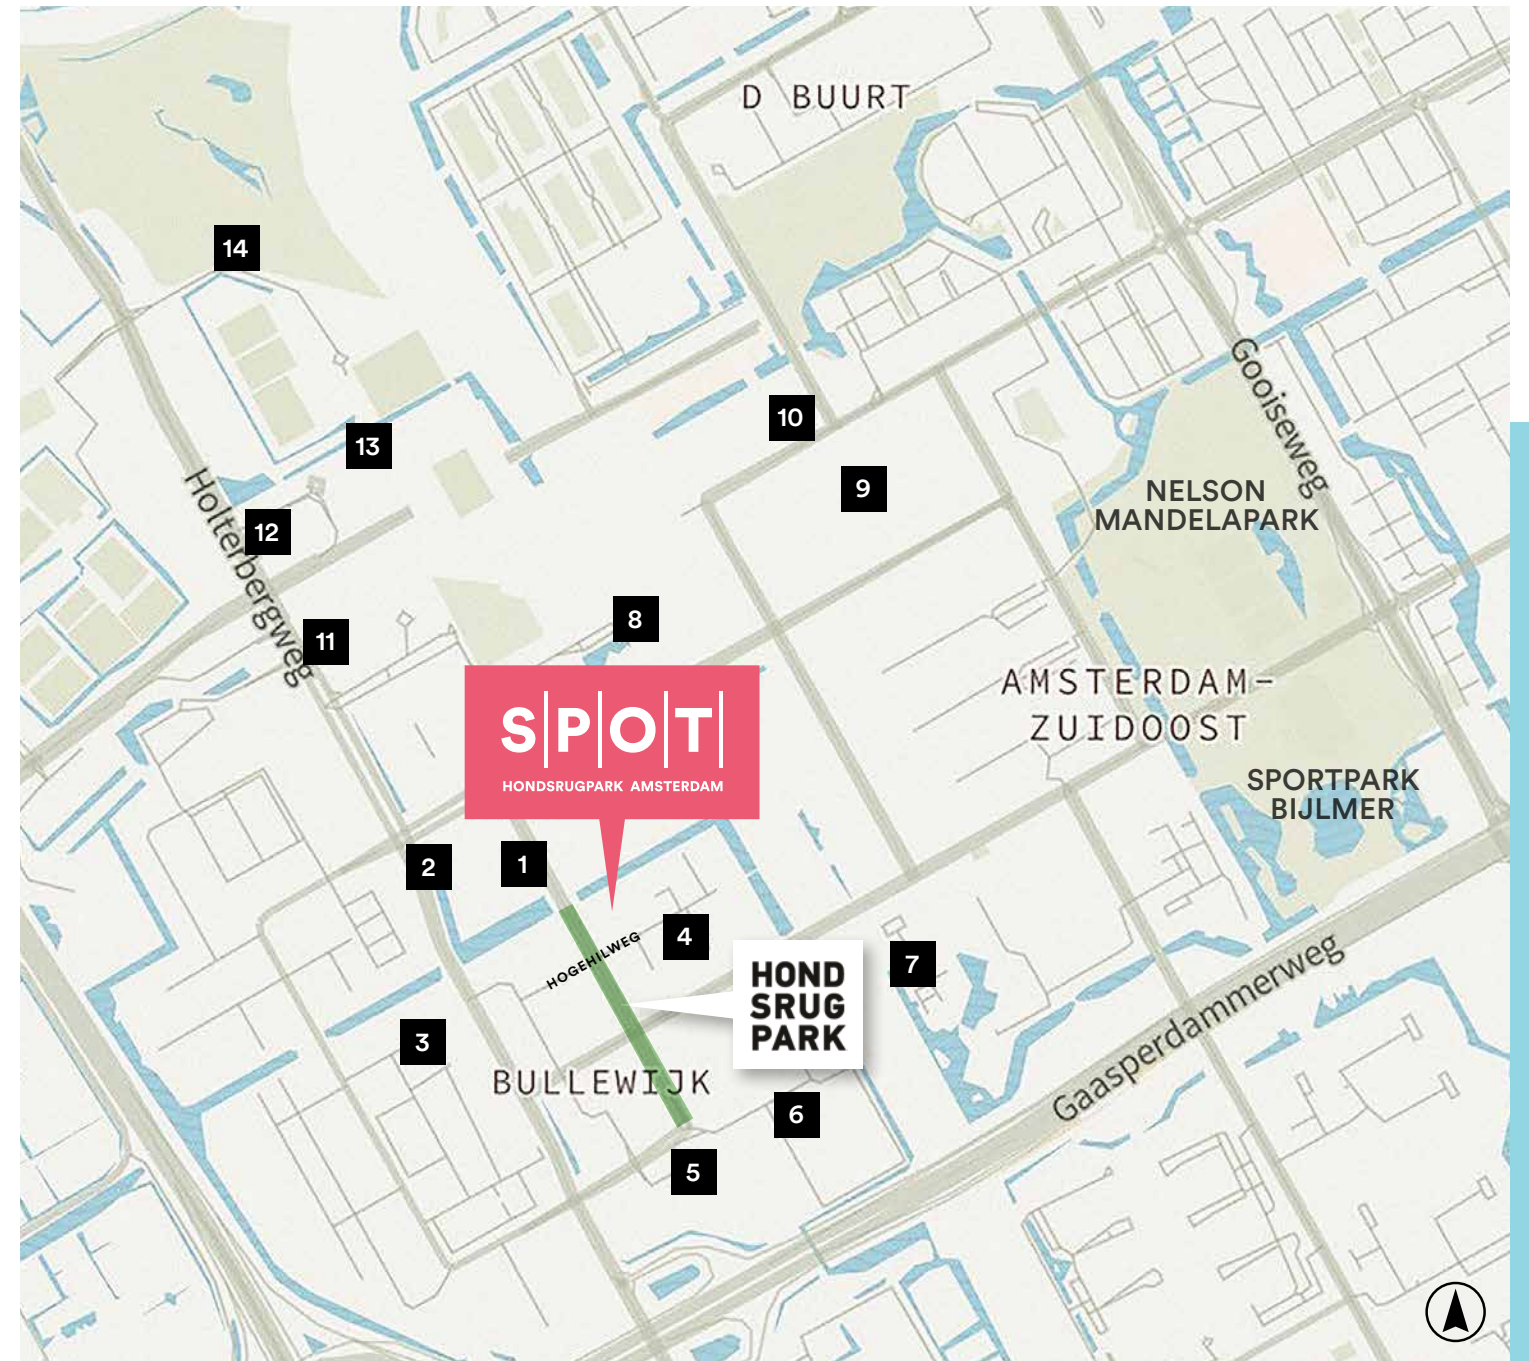 D BUURT
14
Gooiseweg
10
13
Holterbergweg
9
NELSON
MANDELAPARK
12
8
11
AMSTERDAM-
ZUIDOOST
S|P|O|T|
HONDSRUGPARK AMSTERDAM
SPORTPARK
BIJLMER
2
1
4
HOGEHILWEG
7
HOND
SRUG
PARK
Gaasperdammerweg
3
BULLEWIJK
6
5